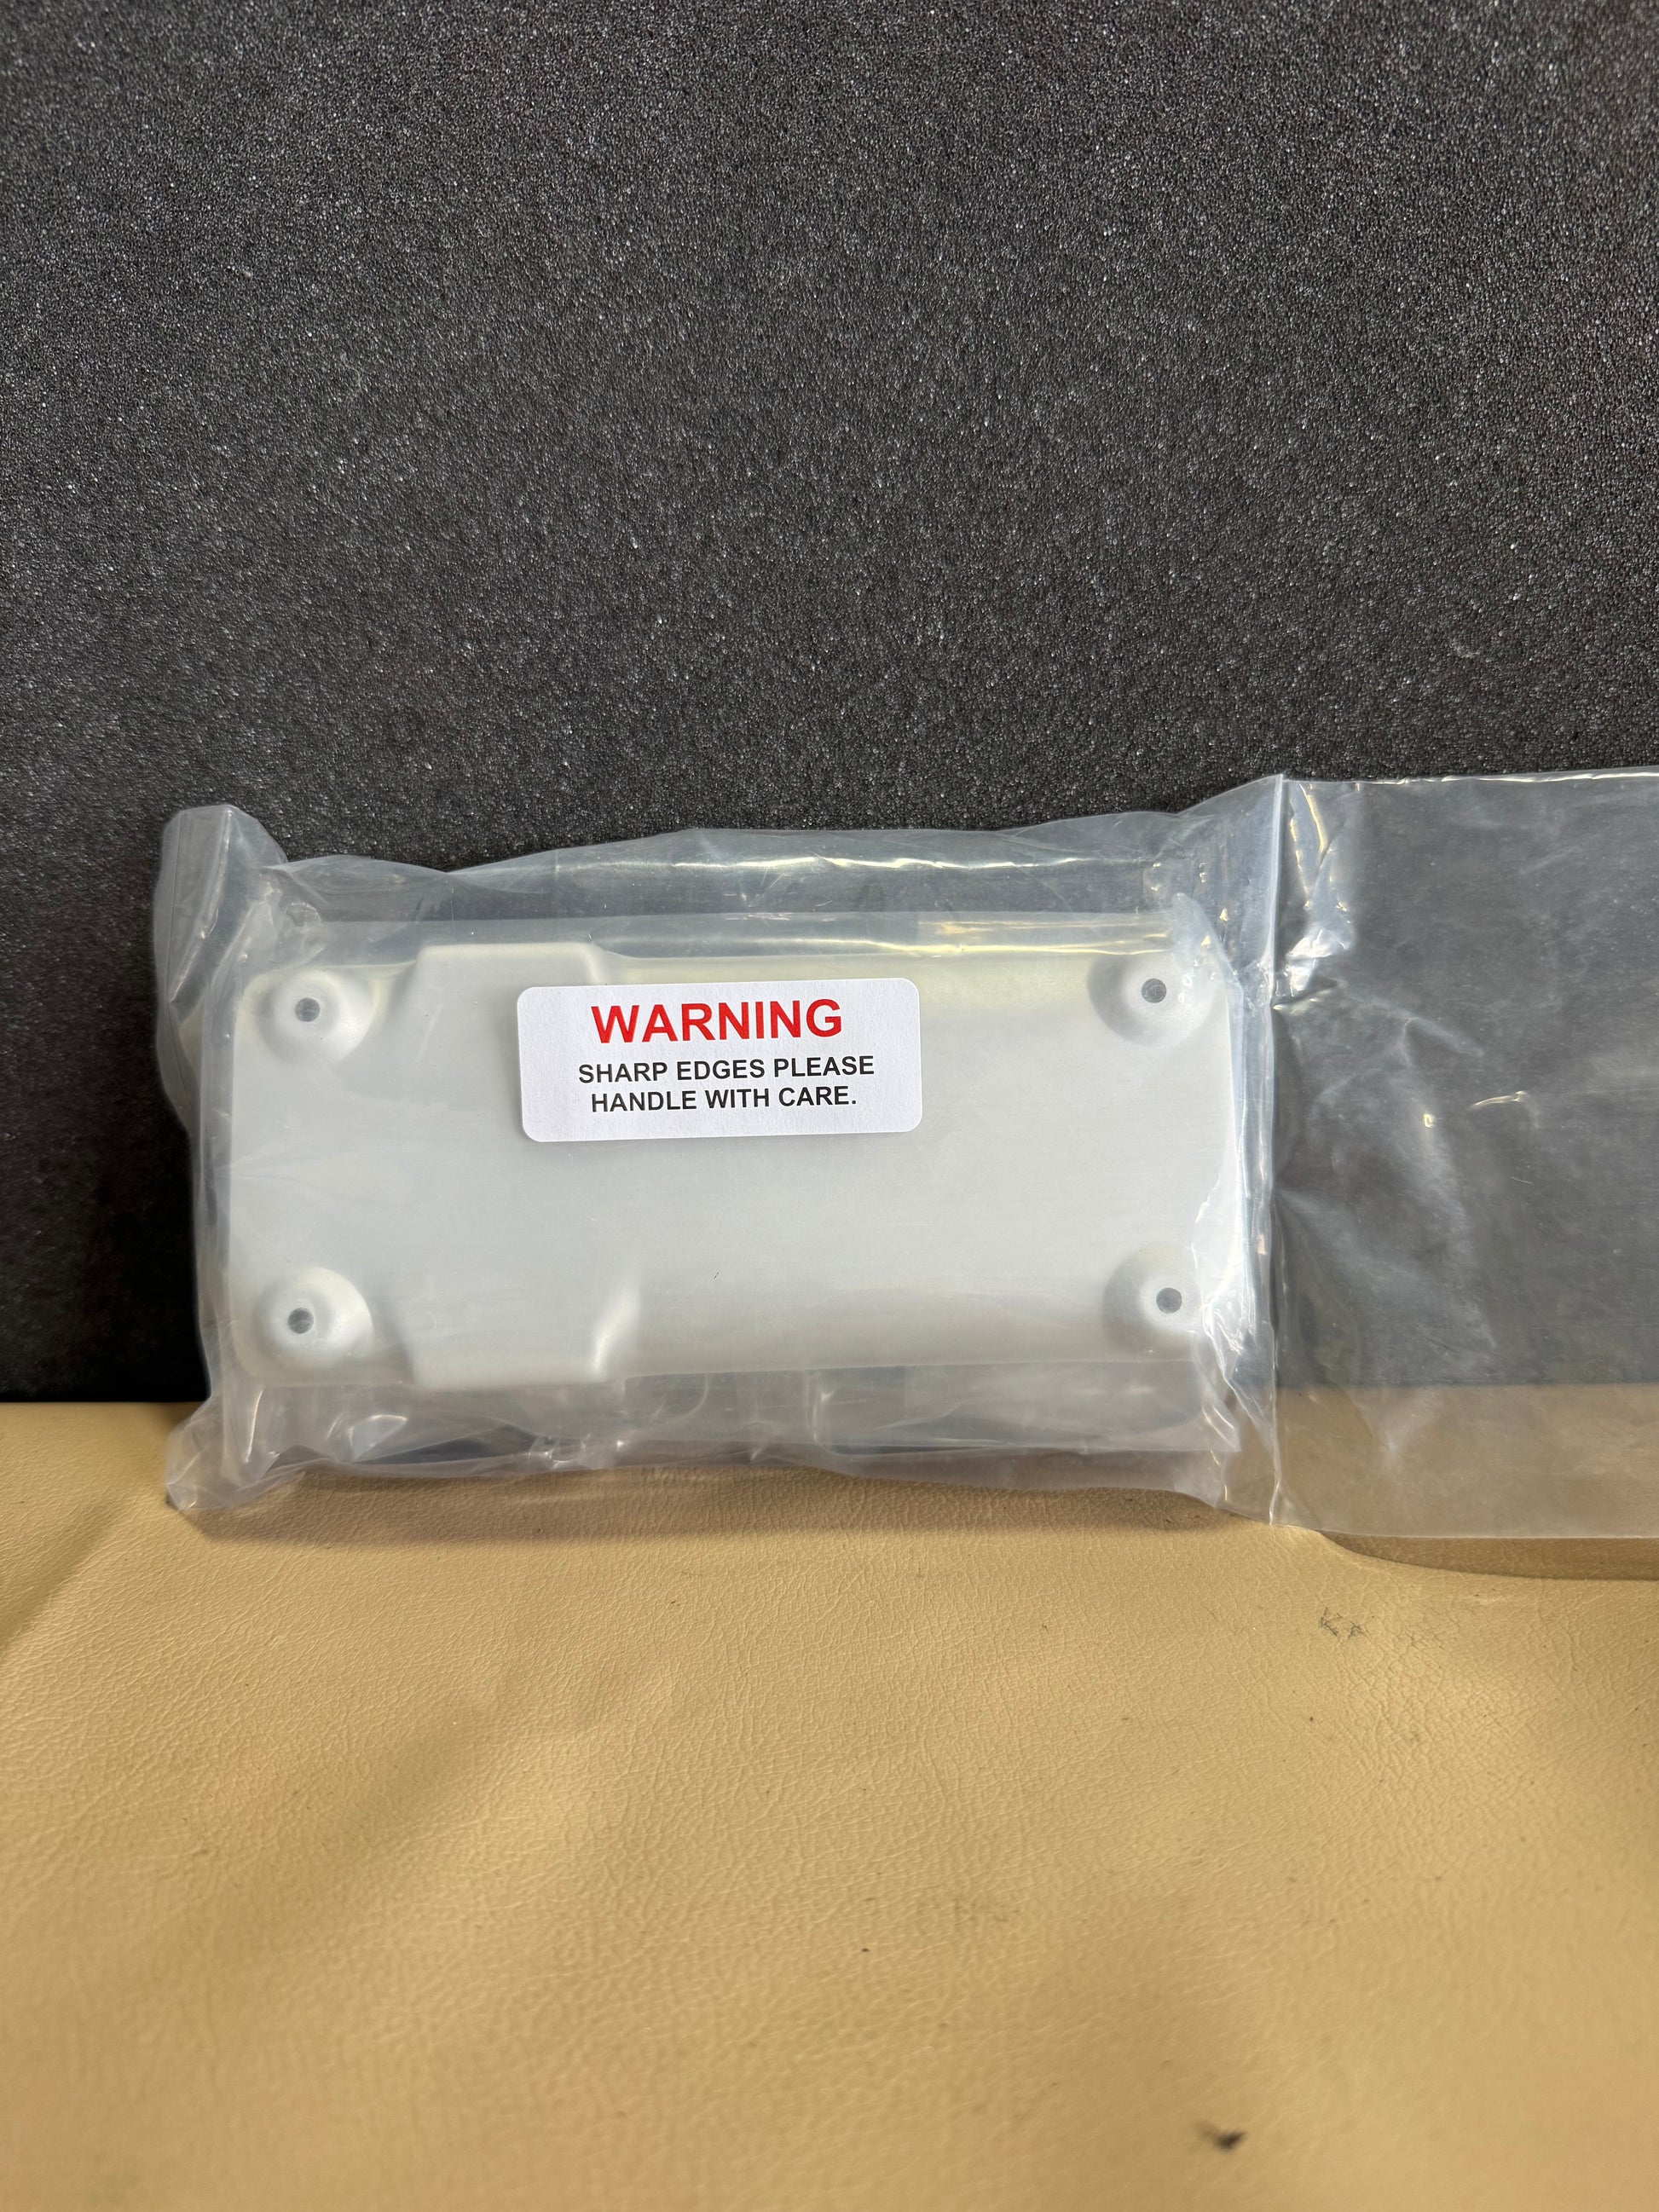 WARNING
SHARP EDGES PLEASE
HANDLE WITH CARE.